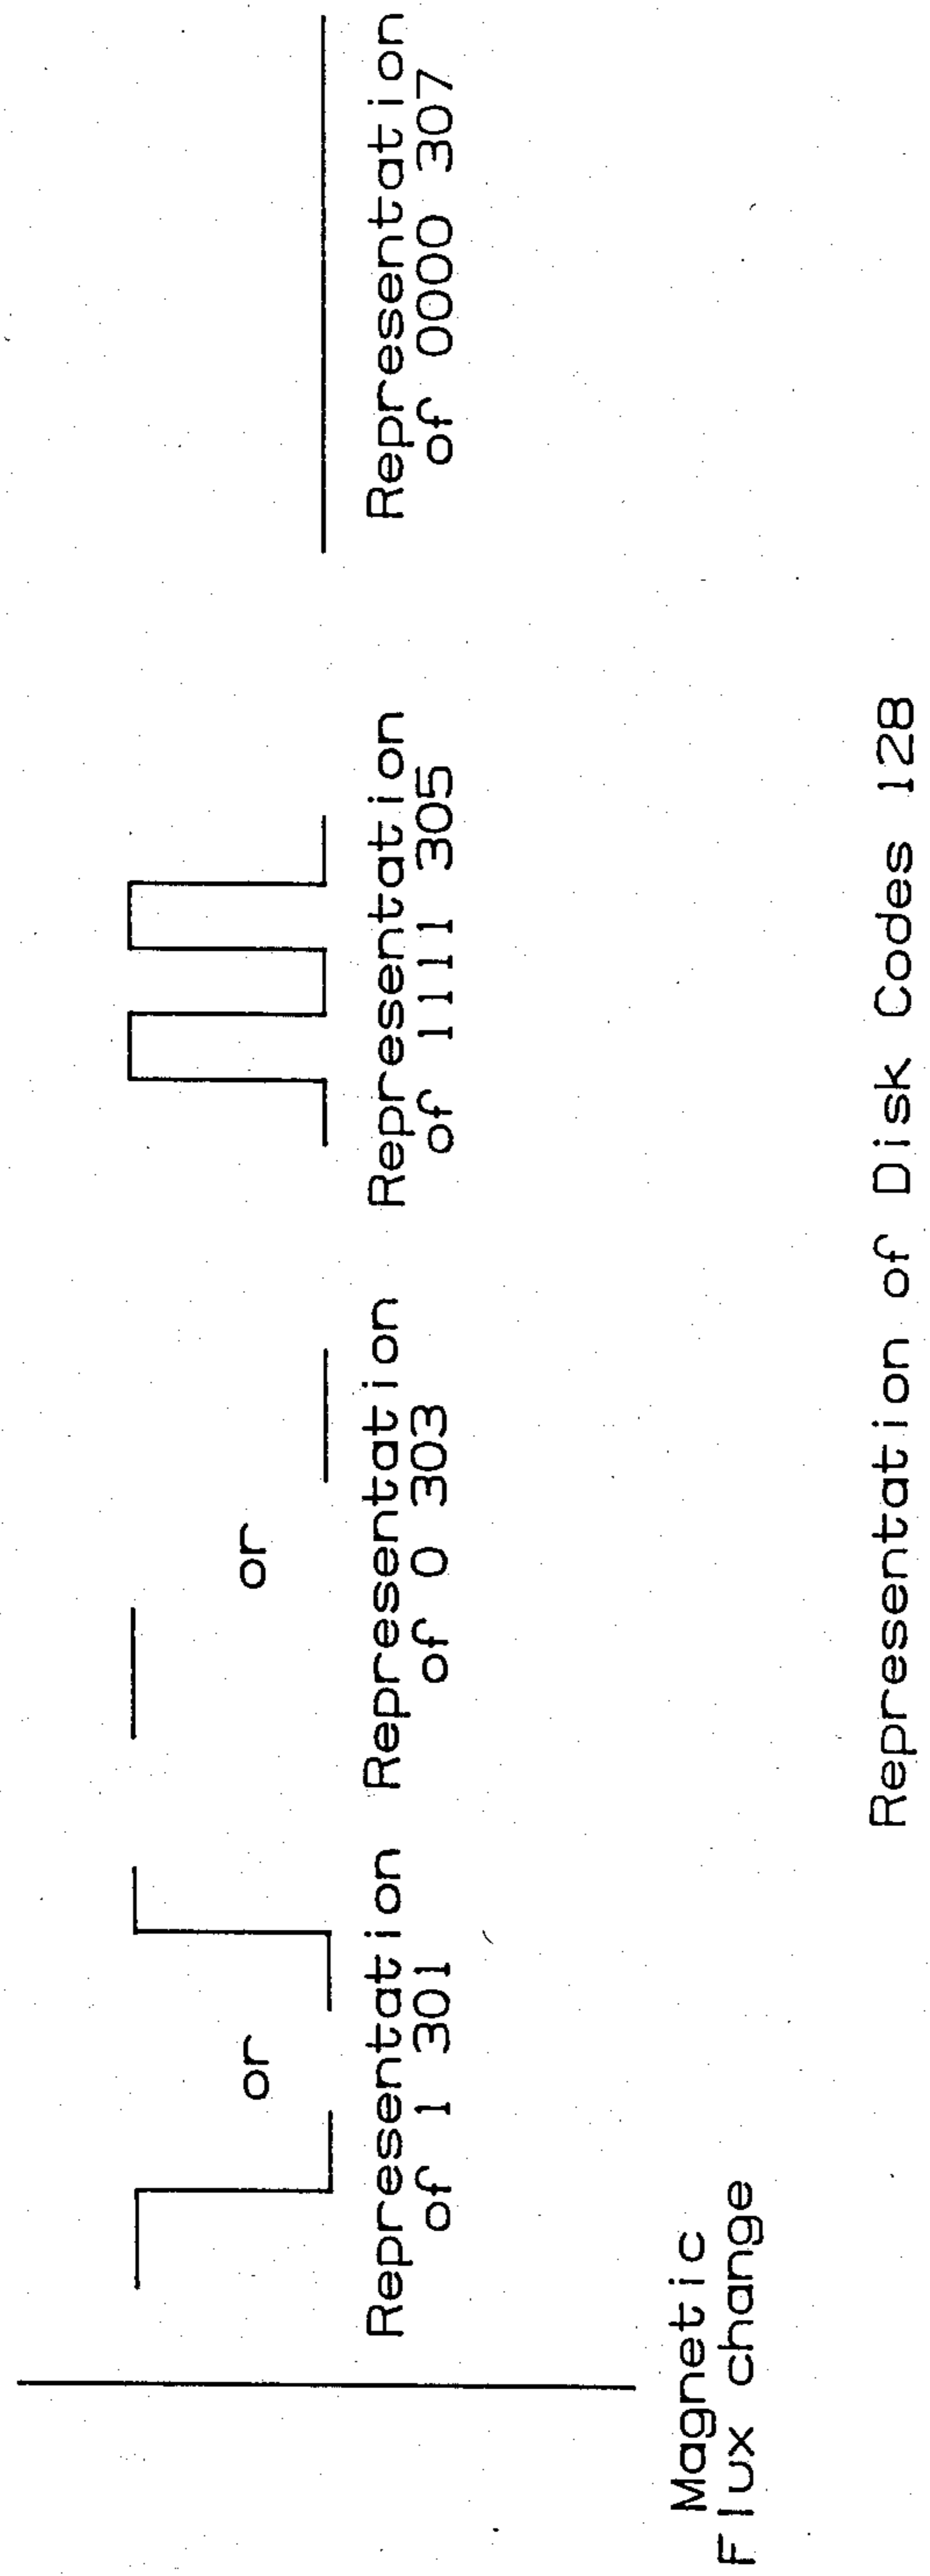 or
or
Representation
of 1 301
Representation
of 0 303
Representation
of 1111 305
Representation
of 0000 307
Magnetic
Flux change
Representation of Disk Codes 128